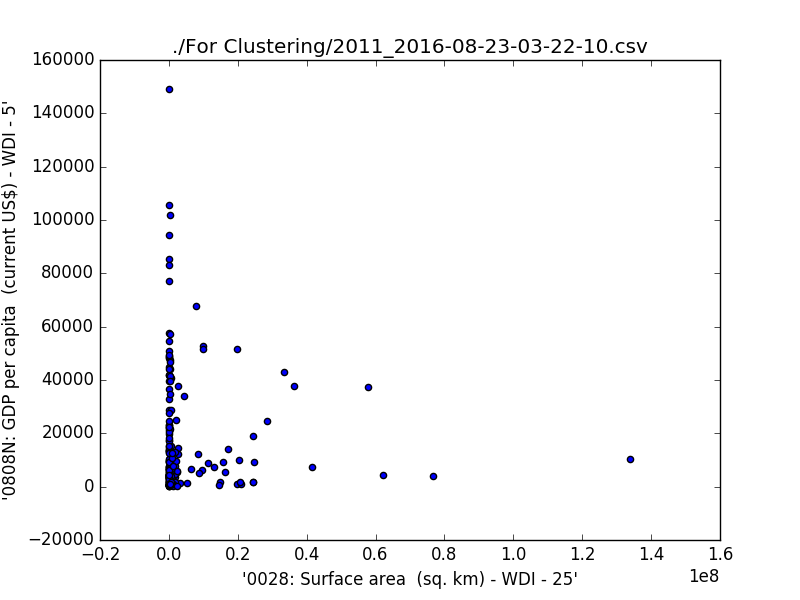 ./For Clustering/2011_2016-08-23-03-22-10.csv
160000
140000
120000
100000
80000
60000
40000
20000
0
−20000
'0808N: GDP per capita  (current US$) - WDI - 5'
−0.2 0.0 0.2 0.4 0.6 0.8 1.0 1.2 1.4 1.6
1e8
'0028: Surface area  (sq. km) - WDI - 25'